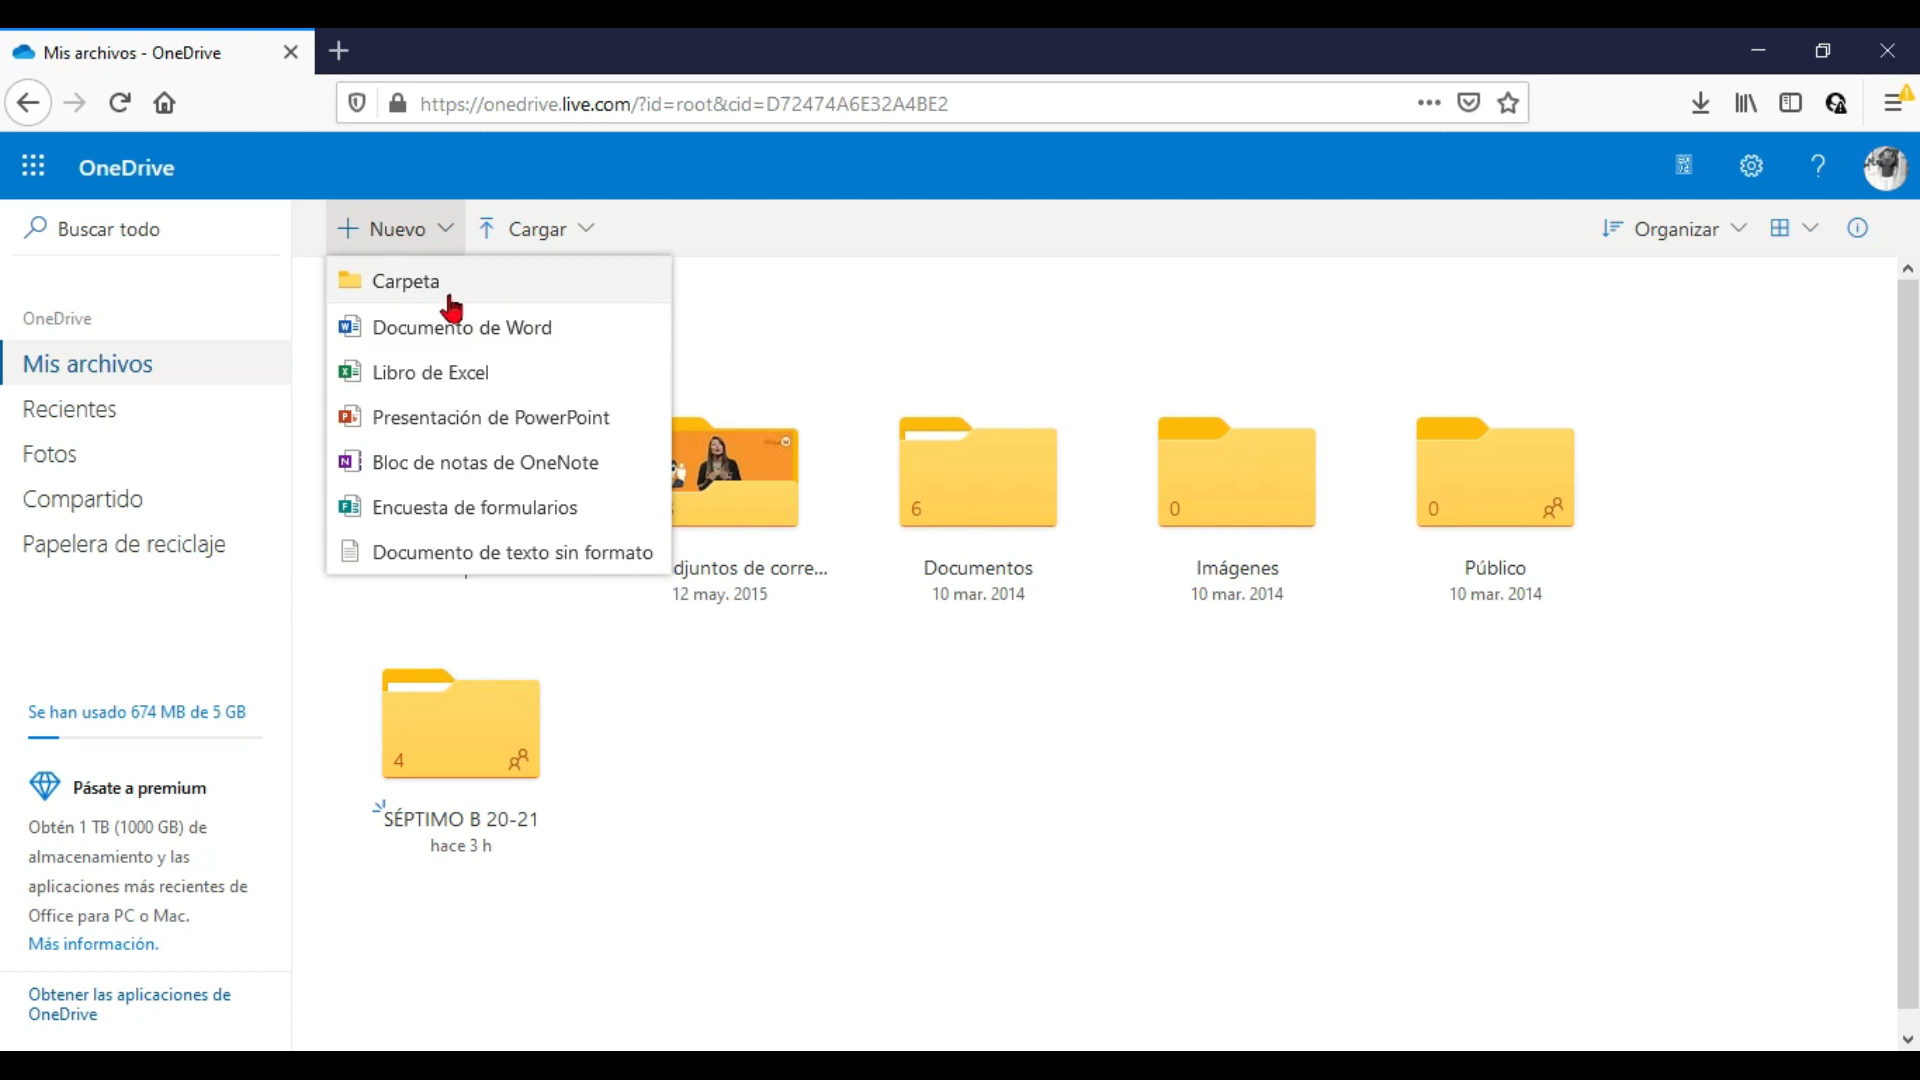 Mis archivos - OneDrive
https://onedrive.live.com/?id=root&cid=D72474A6E32A4BE2
OneDrive
?
Buscar todo
Nuevo
Cargar
Organizar
Carpeta
Documento de Word
Libro de Excel
Presentación de PowerPoint
Bloc de notas de OneNote
Encuesta de formularios
Documento de texto sin formato
OneDrive
Mis archivos
Recientes
Fotos
Compartido
Papelera de reciclaje
6
0
0
djuntos de corre...
Documentos
Imágenes
Público
12 may. 2015
10 mar. 2014
10 mar. 2014
10 mar. 2014
4
SÉPTIMO B 20-21
hace 3 h
Se han usado 674 MB de 5 GB
Pásate a premium
Obtén 1 TB (1000 GB) de
almacenamiento y las
aplicaciones más recientes de
Office para PC o Mac.
Más información.
Obtener las aplicaciones de
OneDrive